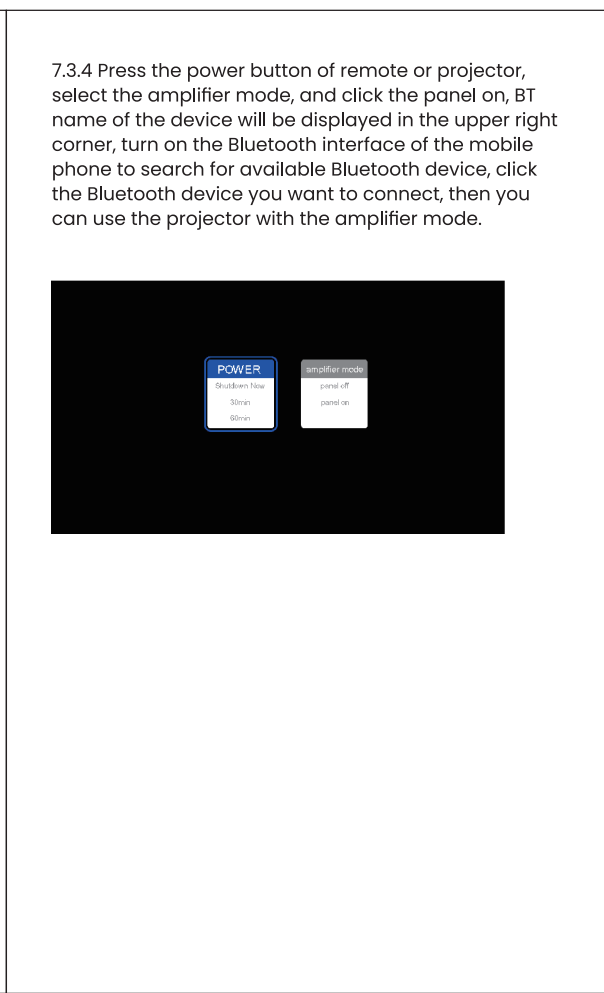 7.3.4 Press the power button of remote or projector,
select the amplifier mode, and click the panel on, BT
name of the device will be displayed in the upper right
corner, turn on the Bluetooth interface of the mobile
phone to search for available Bluetooth device, click
the Bluetooth device you want to connect, then you
can use the projector with the amplifier mode.
POWER
Shutdown Now
30min
60min
amplifier mode
panel off
panel on